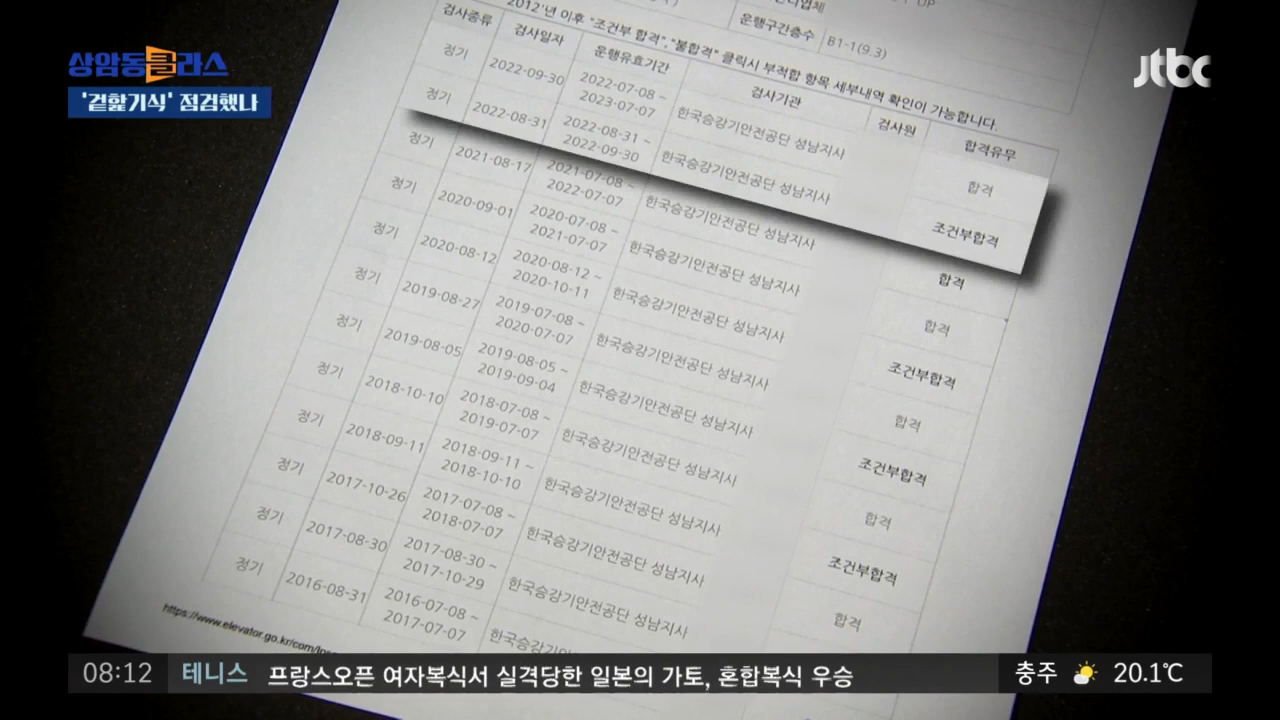 상암동클라스
'겉핥기식' 점검했나
jtbc
운행구간층수 B1-1(9.3)
2012'년 이후 "조건부 합격", "불합격" 클릭시 부적합 항목 세부내역 확인이 가능합니다.
검사종류 검사일자 운행유효기간 검사기관 검사원 합격유무
정기 2022-09-30 2022-07-08 ~ 2023-07-07 한국승강기안전공단 성남지사 합격
정기 2022-08-31 2022-08-31 ~ 2022-09-30 한국승강기안전공단 성남지사 조건부합격
정기 2021-08-17 2021-07-08 ~ 2022-07-07 한국승강기안전공단 성남지사 합격
정기 2020-09-01 2020-07-08 ~ 2021-07-07 한국승강기안전공단 성남지사 합격
정기 2020-08-12 2020-08-12 ~ 2020-10-11 한국승강기안전공단 성남지사 조건부합격
정기 2019-08-27 2019-07-08 ~ 2020-07-07 한국승강기안전공단 성남지사 합격
정기 2019-08-05 2019-08-05 ~ 2019-09-04 한국승강기안전공단 성남지사 조건부합격
정기 2018-10-10 2018-07-08 ~ 2019-07-07 한국승강기안전공단 성남지사 합격
정기 2018-09-11 2018-09-11 ~ 2018-10-10 한국승강기안전공단 성남지사 조건부합격
정기 2017-10-26 2017-07-08 ~ 2018-07-07 한국승강기안전공단 성남지사 합격
정기 2017-08-30 2017-08-30 ~ 2017-10-29 한국승강기안전공단 성남지사
정기 2016-08-31 2016-07-08 ~ 2017-07-07
https://www.elevator.go.kr/com/
08:12 테니스 프랑스오픈 여자복식서 실격당한 일본의 가토, 혼합복식 우승 충주 20.1℃